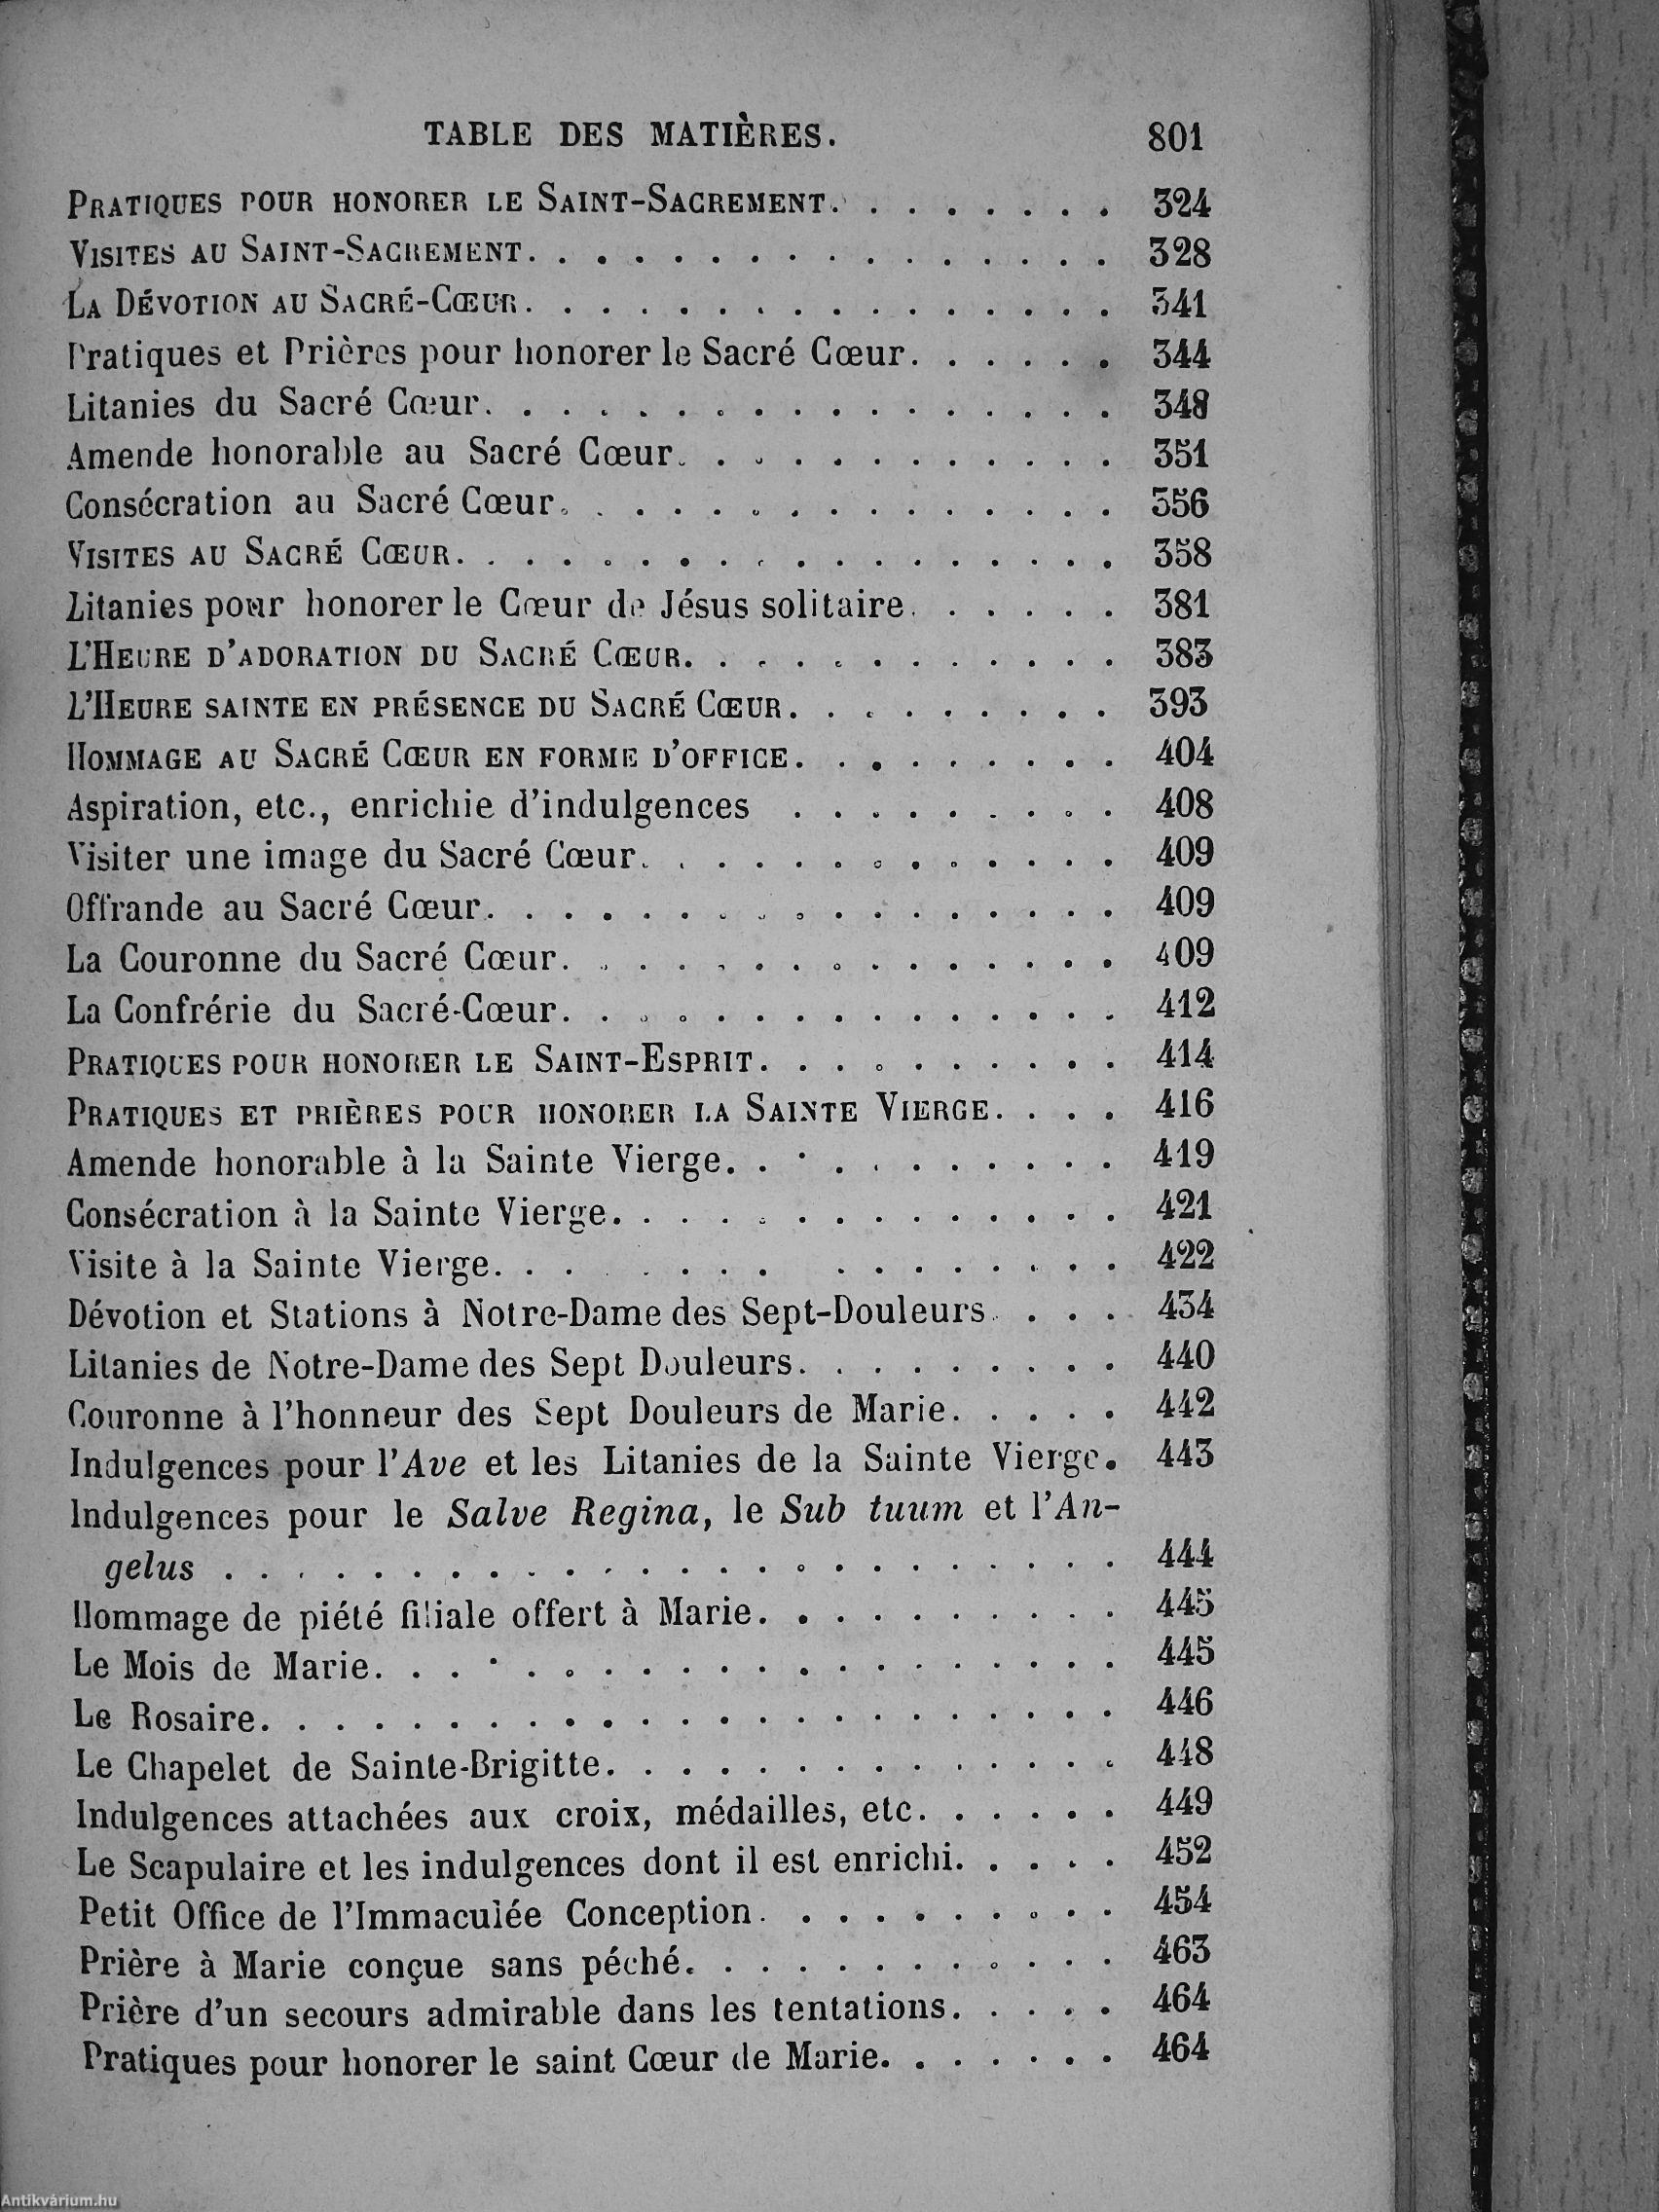 TABLE DES MATIÈRES. 801
PRATIQUES POUR HONORER LE SAINT-SACREMENT. . . . . . . . 324
VISITES AU SAINT-SACREMENT. . . . . . . . . . . . . . . . 328
LA DÉVOTION AU SACRÉ-CŒUR. . . . . . . . . . . . . . . . 341
Pratiques et Prières pour honorer le Sacré Cœur. . . . . . 344
Litanies du Sacré Cœur. . . . . . . . . . . . . . . . . 348
Amende honorable au Sacré Cœur. . . . . . . . . . . . 351
Consécration au Sacré Cœur. . . . . . . . . . . . . . . 356
VISITES AU SACRÉ CŒUR. . . . . . . . . . . . . . . . . . 358
Litanies pour honorer le Cœur de Jésus solitaire. . . . . . 381
L'HEURE D'ADORATION DU SACRÉ CŒUR. . . . . . . . . . . . 383
L'HEURE SAINTE EN PRÉSENCE DU SACRÉ CŒUR. . . . . . . . . 393
HOMMAGE AU SACRÉ CŒUR EN FORME D'OFFICE. . . . . . . . . 404
Aspiration, etc., enrichie d'indulgences . . . . . . . . . 408
Visiter une image du Sacré Cœur. . . . . . . . . . . . . 409
Offrande au Sacré Cœur. . . . . . . . . . . . . . . . . 409
La Couronne du Sacré Cœur. . . . . . . . . . . . . . . 409
La Confrérie du Sacré-Cœur. . . . . . . . . . . . . . . 412
PRATIQUES POUR HONORER LE SAINT-ESPRIT. . . . . . . . . . 414
PRATIQUES ET PRIÈRES POUR HONORER LA SAINTE VIERGE. . . . 416
Amende honorable à la Sainte Vierge. . . . . . . . . . . 419
Consécration à la Sainte Vierge. . . . . . . . . . . . . . 421
Visite à la Sainte Vierge. . . . . . . . . . . . . . . . 422
Dévotion et Stations à Notre-Dame des Sept-Douleurs. . . . 434
Litanies de Notre-Dame des Sept Douleurs. . . . . . . . . 440
Couronne à l'honneur des Sept Douleurs de Marie. . . . . 442
Indulgences pour l'Ave et les Litanies de la Sainte Vierge. 443
Indulgences pour le Salve Regina, le Sub tuum et l'An-
gelus . . . . . . . . . . . . . . . . . . . . . . . . 444
Hommage de piété filiale offert à Marie. . . . . . . . . . 445
Le Mois de Marie. . . . . . . . . . . . . . . . . . . . 445
Le Rosaire. . . . . . . . . . . . . . . . . . . . . . . 446
Le Chapelet de Sainte-Brigitte. . . . . . . . . . . . . . 448
Indulgences attachées aux croix, médailles, etc. . . . . . 449
Le Scapulaire et les indulgences dont il est enrichi. . . . . 452
Petit Office de l'Immaculée Conception. . . . . . . . . . 454
Prière à Marie conçue sans péché. . . . . . . . . . . . 463
Prière d'un secours admirable dans les tentations. . . . . 464
Pratiques pour honorer le saint Cœur de Marie. . . . . . . 464
Antikvárium.hu